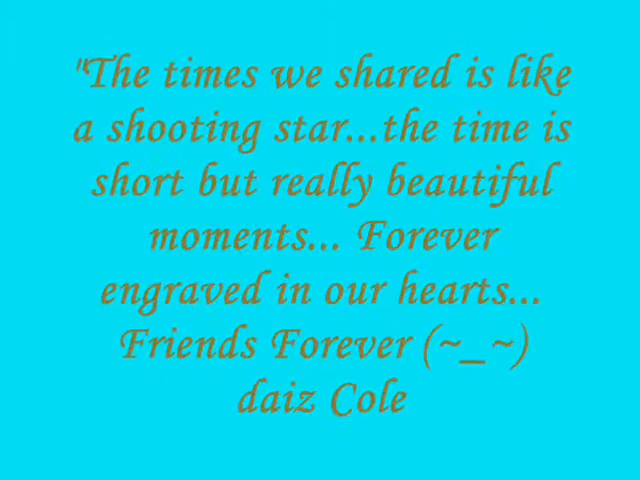 "The times we shared is like
a shooting star...the time is
short but really beautiful
moments... Forever
engraved in our hearts...
Friends Forever (~_~)
daiz Cole